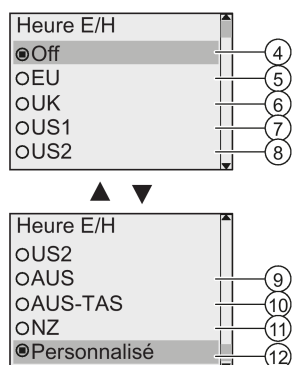 Heure E/H
Off 4
EU 5
UK 6
US1 7
US2 8
Heure E/H
US2
AUS 9
AUS-TAS 10
NZ 11
Personnalisé 12